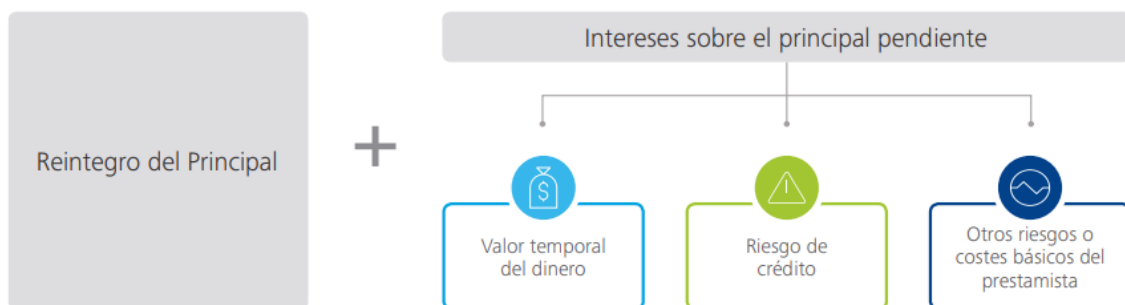 Reintegro del Principal
+
Intereses sobre el principal pendiente
$
Valor temporal
del dinero
Riesgo de
crédito
Otros riesgos o
costes básicos del
prestamista